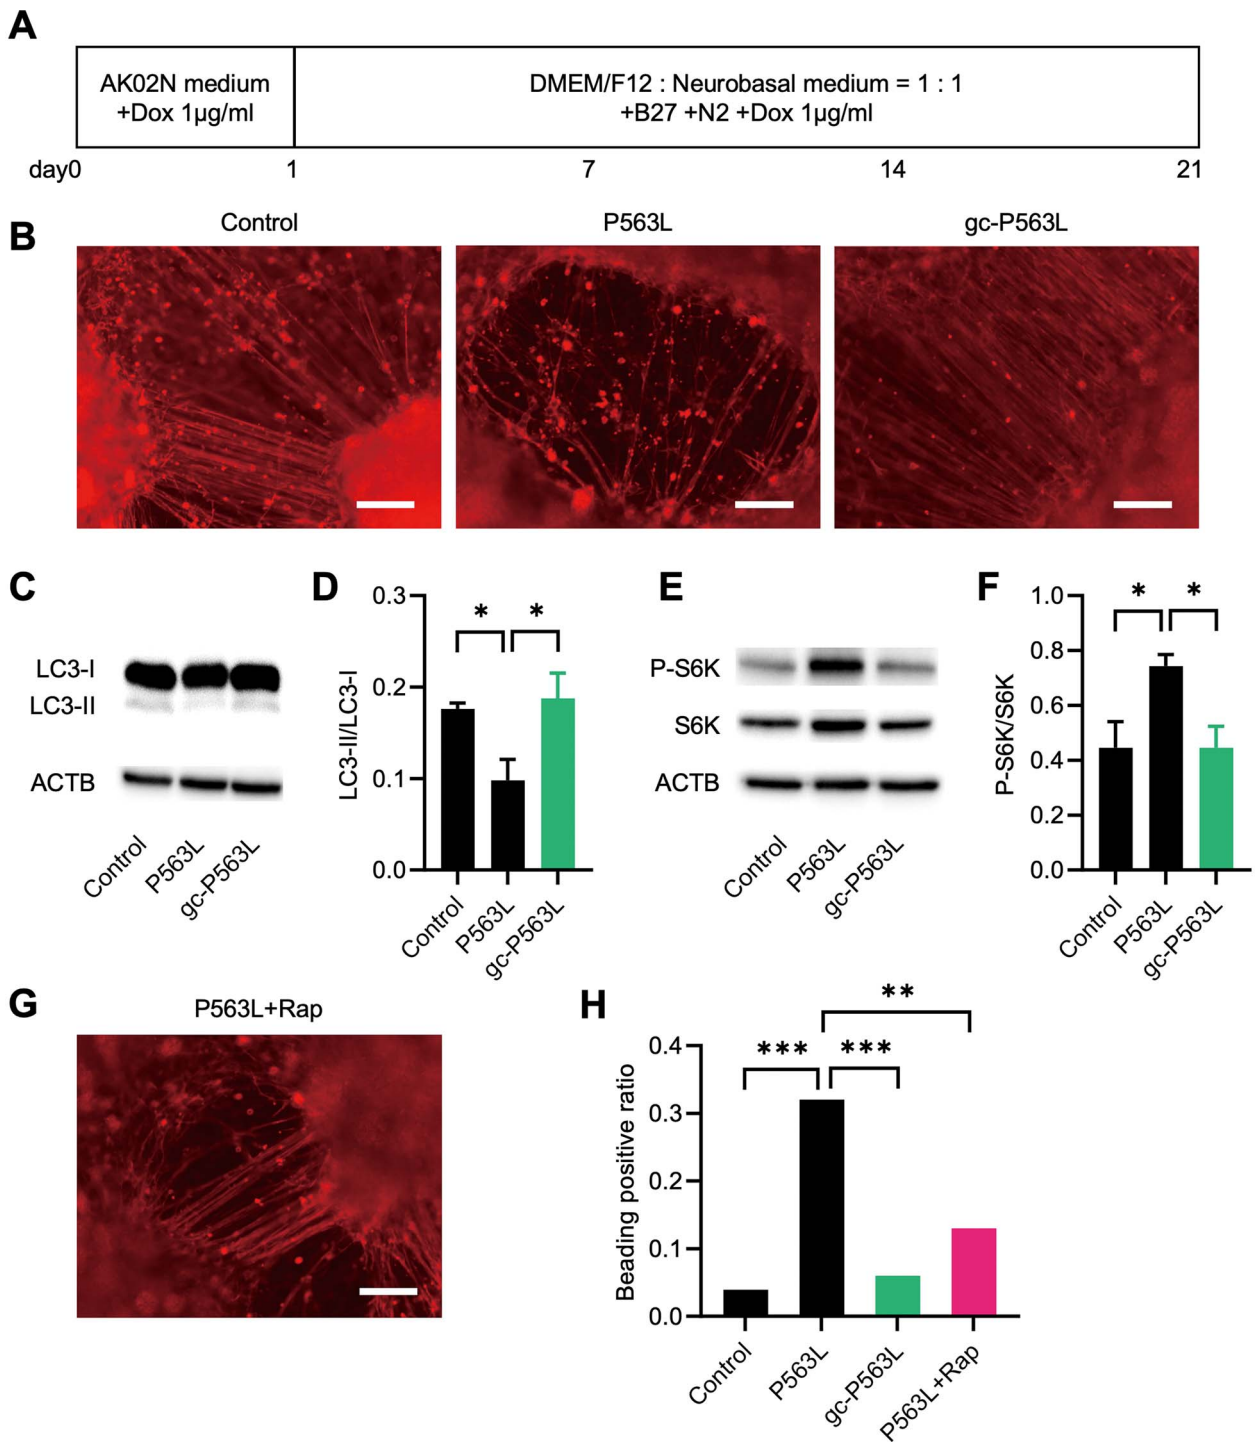 A
AK02N medium
+Dox 1µg/ml
DMEM/F12 : Neurobasal medium = 1 : 1
+B27 +N2 +Dox 1µg/ml
day0 1 7 14 21
B
Control P563L gc-P563L
C
LC3-I
LC3-II
ACTB
Control P563L gc-P563L
D
* *
LC3-II/LC3-I
0.3
0.2
0.1
0.0
Control P563L gc-P563L
E
P-S6K
S6K
ACTB
Control P563L gc-P563L
F
* *
P-S6K/S6K
1.0
0.8
0.6
0.4
0.2
0.0
Control P563L gc-P563L
G
P563L+Rap
H
**
*** ***
Beading positive ratio
0.4
0.3
0.2
0.1
0.0
Control P563L gc-P563L P563L+Rap